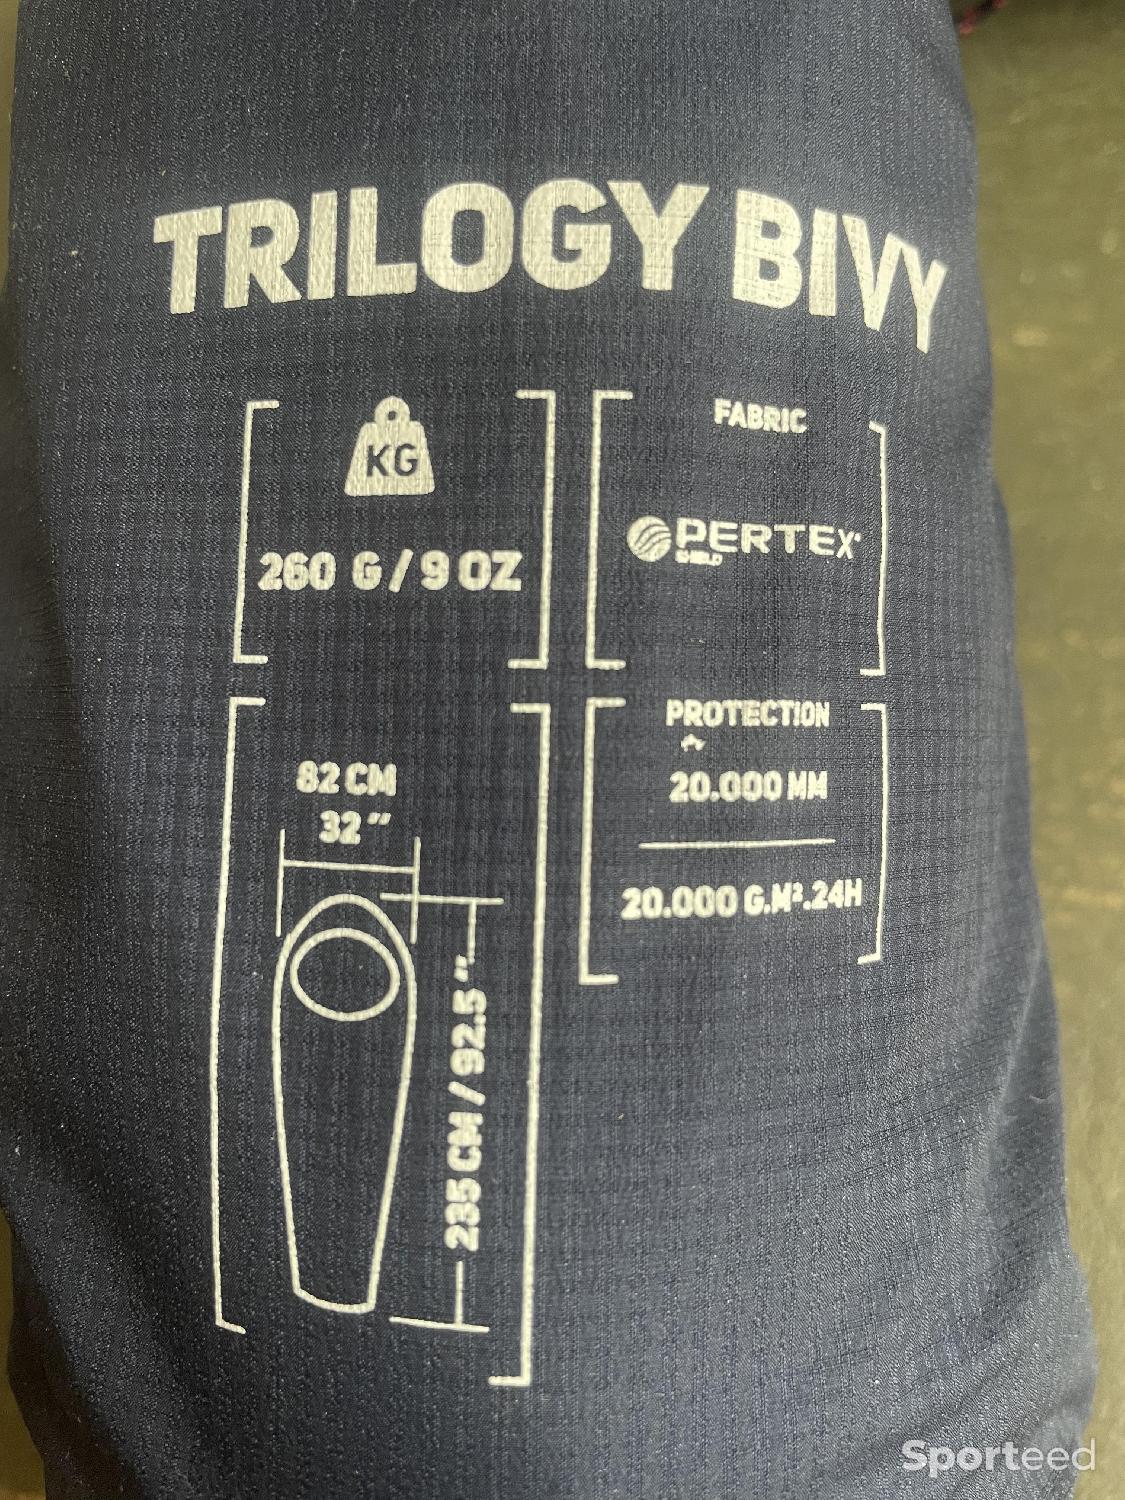 TRILOGY BIVY
KG
260 G / 9 OZ
FABRIC
PERTEX
SHIELD
82 CM
32"
235 CM / 92.5"
PROTECTION
20.000 MM
20.000 G.M².24H
Sporteed